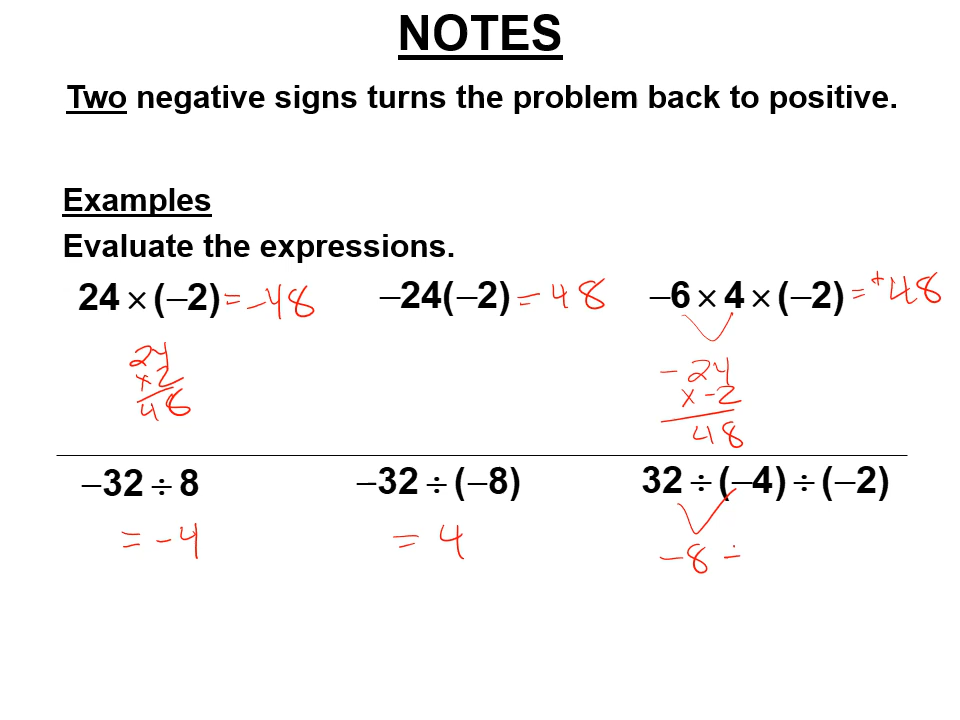 NOTES
Two negative signs turns the problem back to positive.
Examples
Evaluate the expressions.
24 × (−2) = −48
24
×2
48
−24(−2) = 48
−6 × 4 × (−2) = +48
−24
× −2
48
−32 ÷ 8
= −4
−32 ÷ (−8)
= 4
32 ÷ (−4) ÷ (−2)
−8 ÷